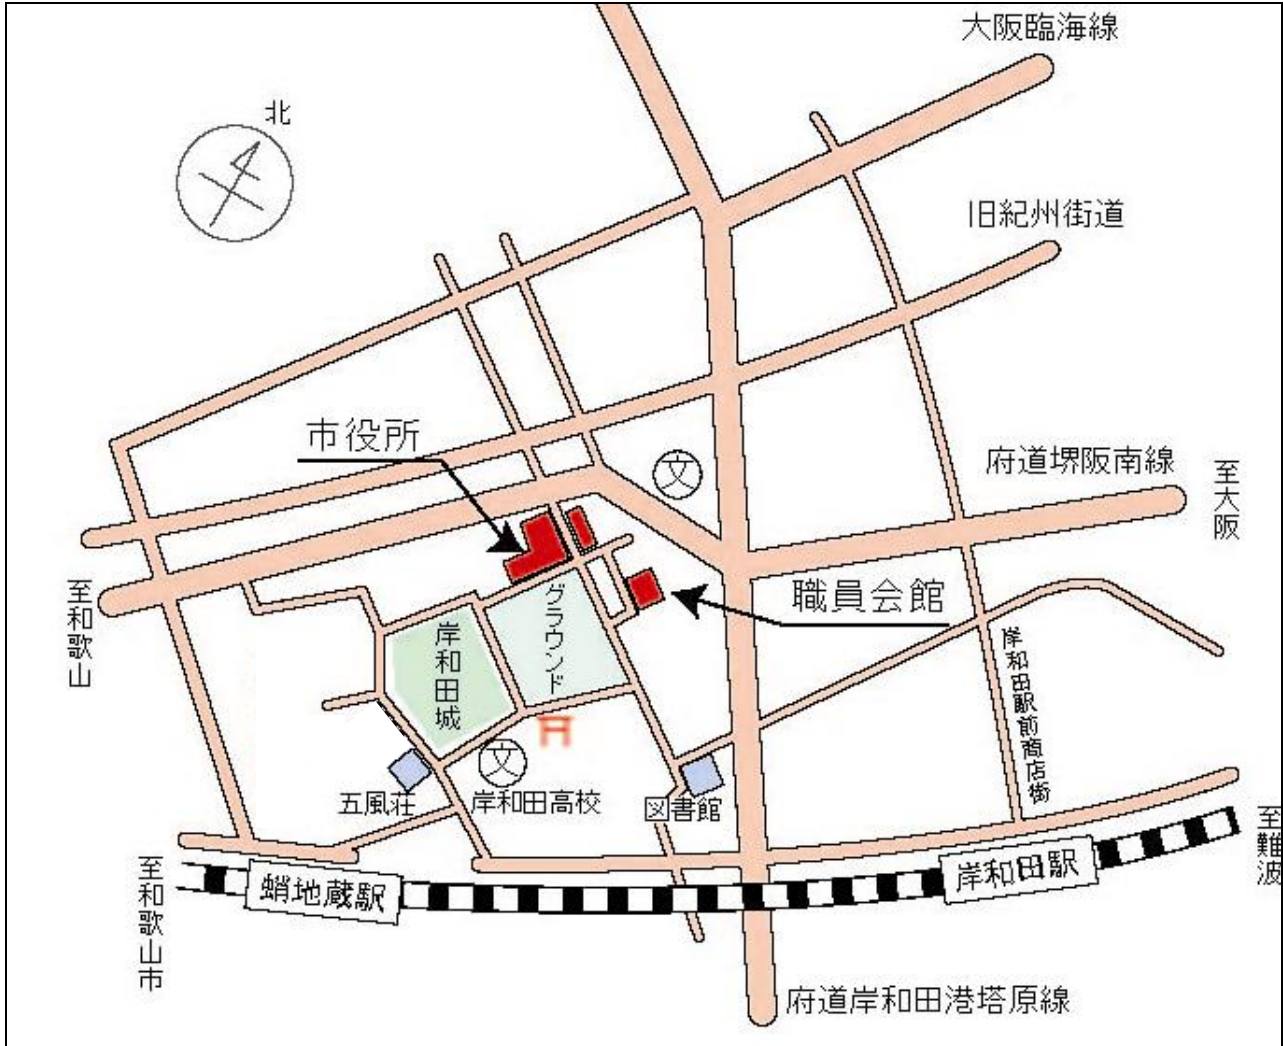 大阪臨海線
北
旧紀州街道
市役所
文
府道堺阪南線
至大阪
至和歌山
職員会館
グラウンド
岸和田城
岸和田駅前商店街
文
五風荘
岸和田高校
図書館
至難波
至和歌山市
蛸地蔵駅
岸和田駅
府道岸和田港塔原線